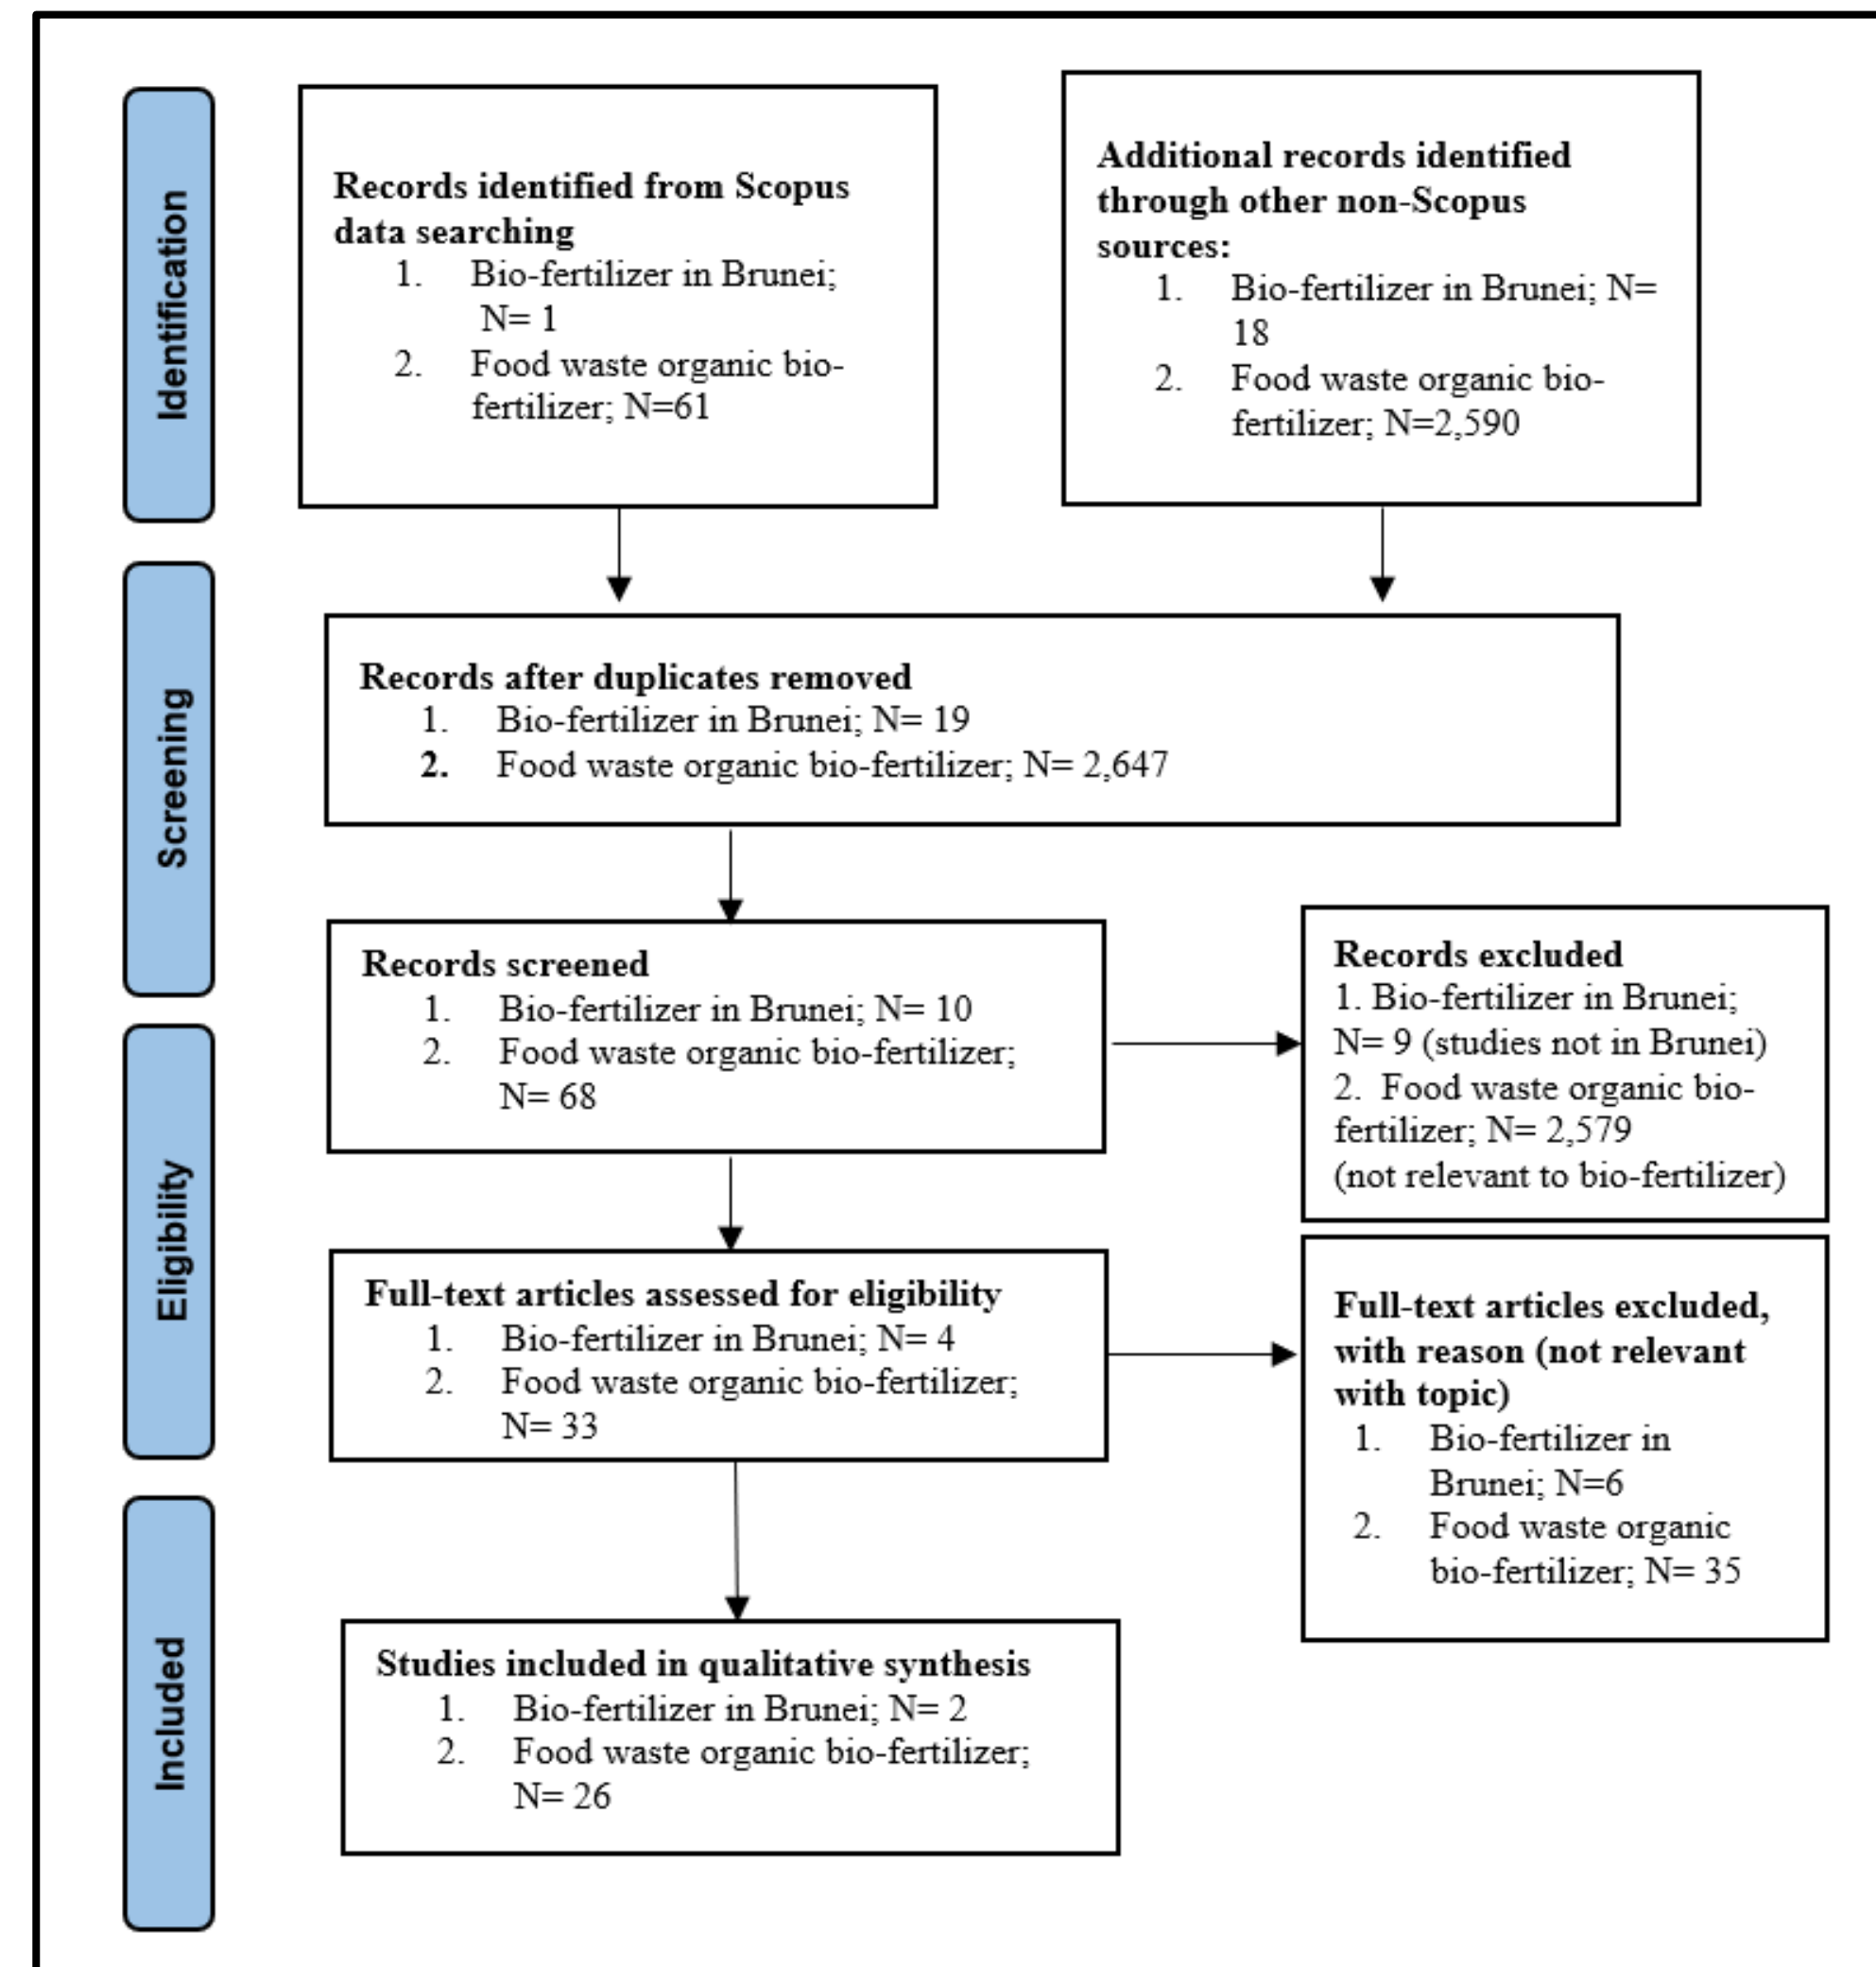 Identification
Records identified from Scopus
data searching
1. Bio-fertilizer in Brunei;
N= 1
2. Food waste organic bio-
fertilizer; N=61
Additional records identified
through other non-Scopus
sources:
1. Bio-fertilizer in Brunei; N=
18
2. Food waste organic bio-
fertilizer; N=2,590
Screening
Records after duplicates removed
1. Bio-fertilizer in Brunei; N= 19
2. Food waste organic bio-fertilizer; N= 2,647
Records screened
1. Bio-fertilizer in Brunei; N= 10
2. Food waste organic bio-fertilizer;
N= 68
Records excluded
1. Bio-fertilizer in Brunei;
N= 9 (studies not in Brunei)
2. Food waste organic bio-
fertilizer; N= 2,579
(not relevant to bio-fertilizer)
Eligibility
Full-text articles assessed for eligibility
1. Bio-fertilizer in Brunei; N= 4
2. Food waste organic bio-fertilizer;
N= 33
Full-text articles excluded,
with reason (not relevant
with topic)
1. Bio-fertilizer in
Brunei; N=6
2. Food waste organic
bio-fertilizer; N= 35
Included
Studies included in qualitative synthesis
1. Bio-fertilizer in Brunei; N= 2
2. Food waste organic bio-fertilizer;
N= 26